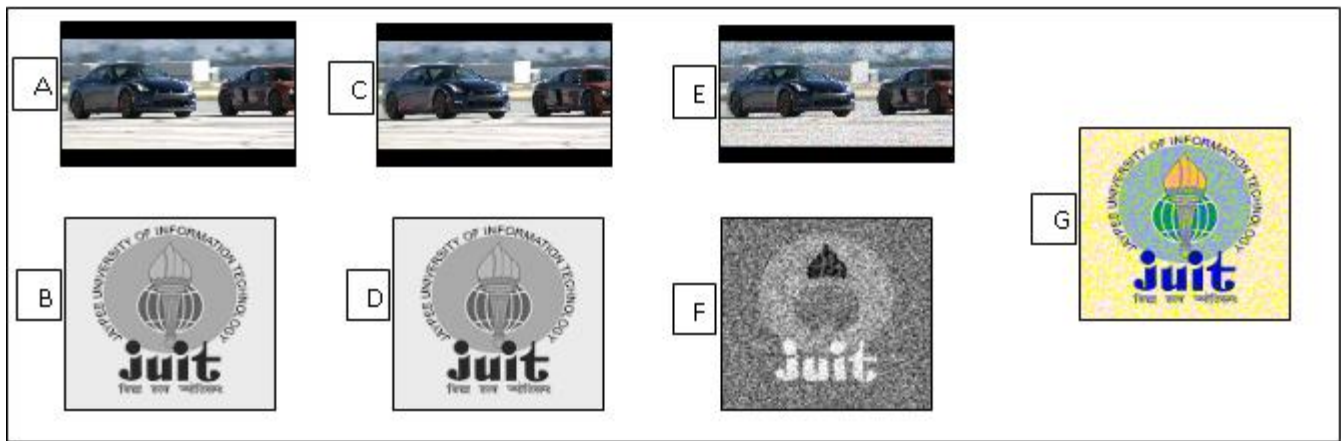 A
C
E
JAYPEE UNIVERSITY OF INFORMATION TECHNOLOGY
juit
G
B
JAYPEE UNIVERSITY OF INFORMATION TECHNOLOGY
juit
D
JAYPEE UNIVERSITY OF INFORMATION TECHNOLOGY
juit
F
juit